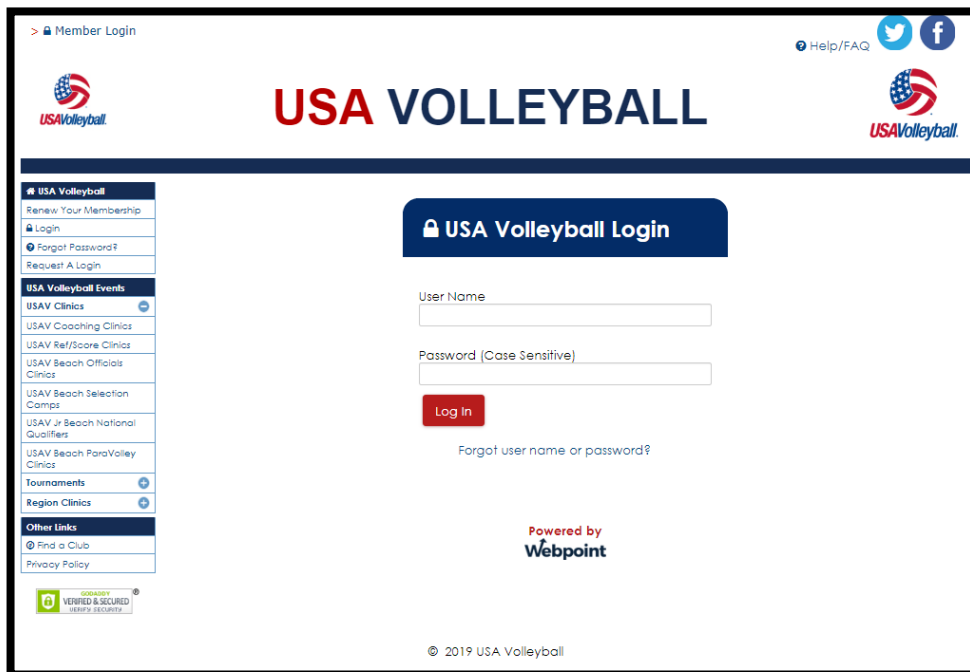 > Member Login
Help/FAQ
USAVolleyball.
USA VOLLEYBALL
USAVolleyball.
USA Volleyball
Renew Your Membership
Login
Forgot Password?
Request A Login
USA Volleyball Events
USAV Clinics
USAV Coaching Clinics
USAV Ref/Score Clinics
USAV Beach Officials
Clinics
USAV Beach Selection
Camps
USAV Jr Beach National
Qualifiers
USAV Beach ParaVolley
Clinics
Tournaments
Region Clinics
Other Links
Find a Club
Privacy Policy
GODADDY
VERIFIED & SECURED
VERIFY SECURITY
®
USA Volleyball Login
User Name
Password (Case Sensitive)
Log In
Forgot user name or password?
Powered by
Webpoint
© 2019 USA Volleyball